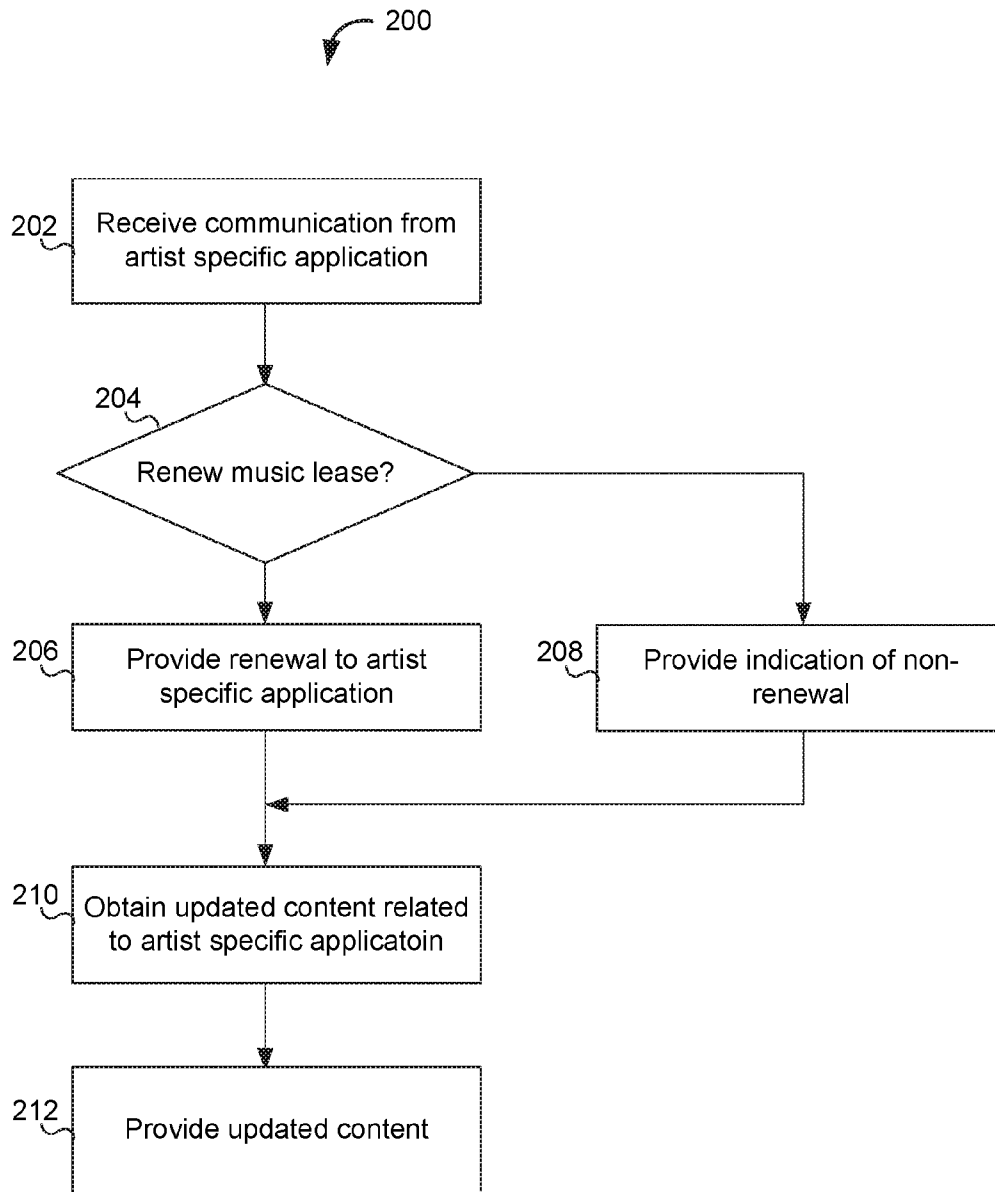 200
202
Receive communication from
artist specific application
204
Renew music lease?
206
Provide renewal to artist
specific application
208
Provide indication of non-
renewal
210
Obtain updated content related
to artist specific applicatoin
212
Provide updated content